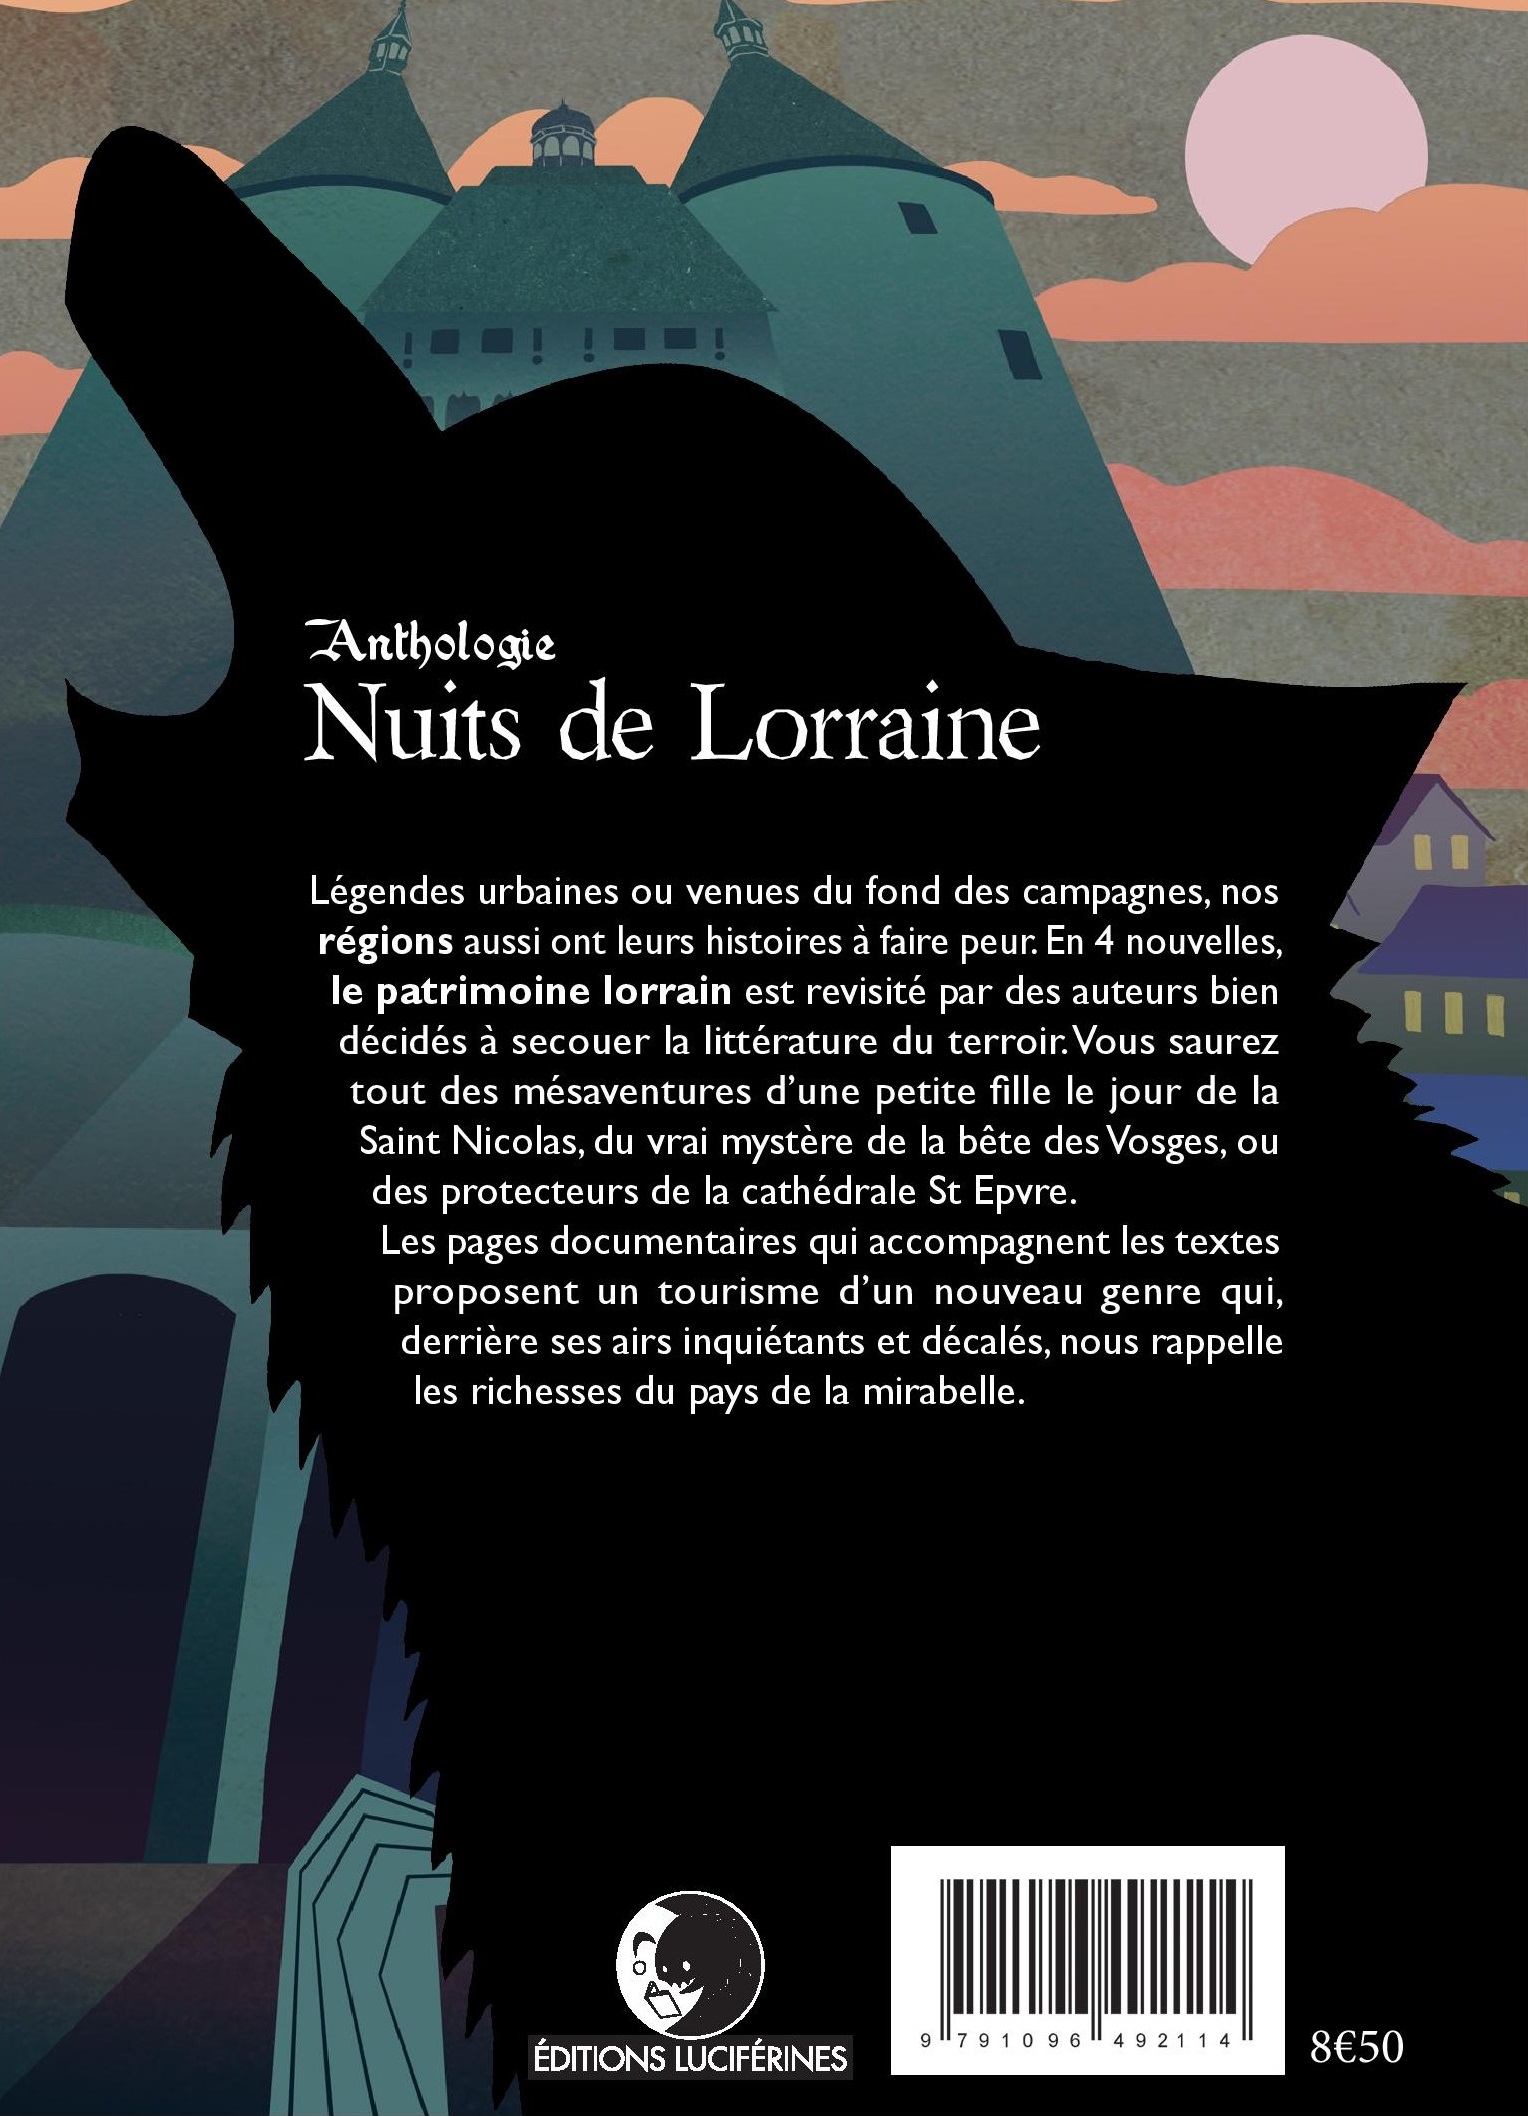 Anthologie
Nuits de Lorraine
Légendes urbaines ou venues du fond des campagnes, nos
régions aussi ont leurs histoires à faire peur. En 4 nouvelles,
le patrimoine lorrain est revisité par des auteurs bien
décidés à secouer la littérature du terroir. Vous saurez
tout des mésaventures d’une petite fille le jour de la
Saint Nicolas, du vrai mystère de la bête des Vosges, ou
des protecteurs de la cathédrale St Epvre.
Les pages documentaires qui accompagnent les textes
proposent un tourisme d’un nouveau genre qui,
derrière ses airs inquiétants et décalés, nous rappelle
les richesses du pays de la mirabelle.
ÉDITIONS LUCIFÉRINES
9 791096 492114
8€50